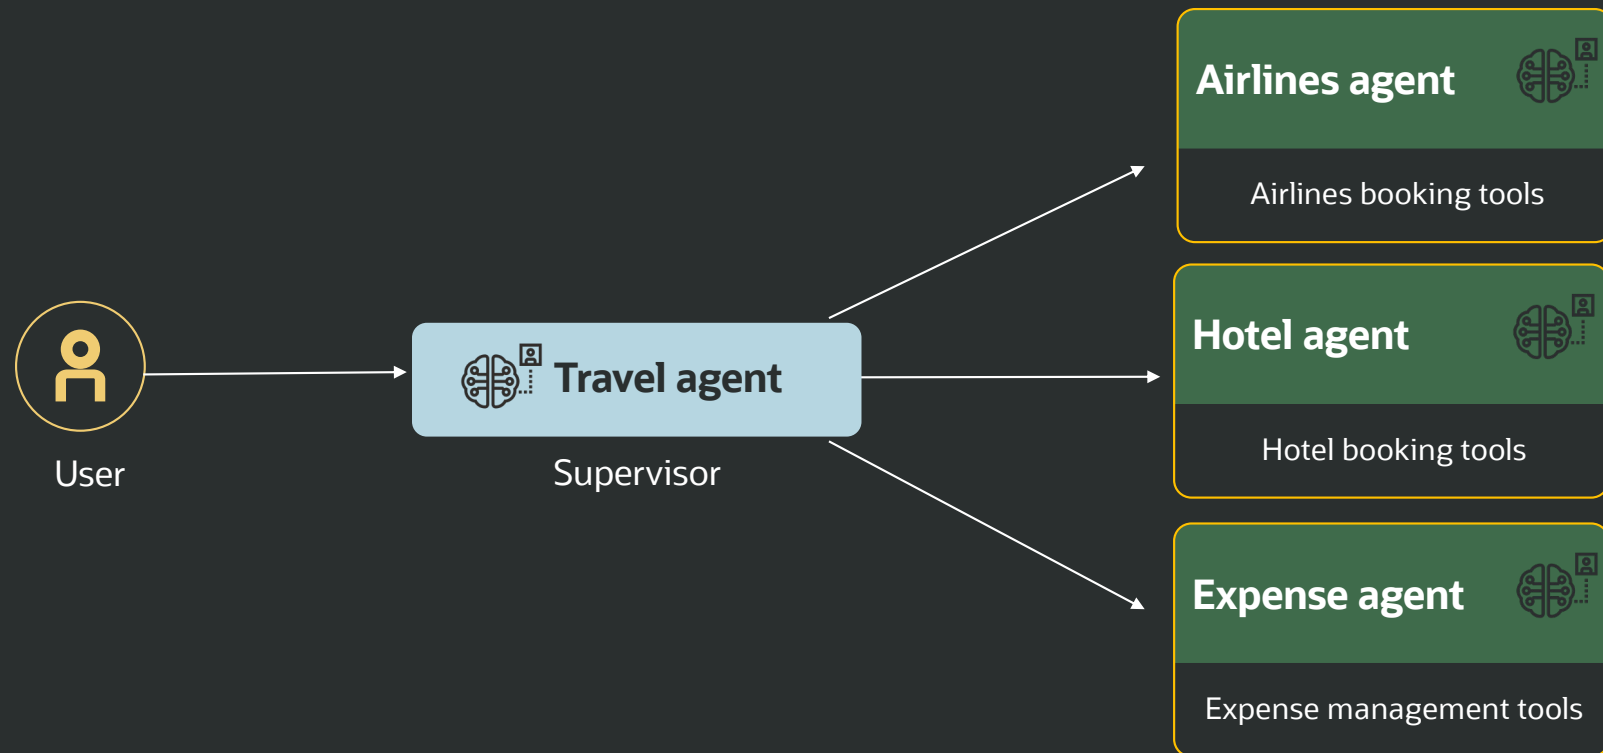 Airlines agent
Airlines booking tools
Travel agent
Supervisor
User
Hotel agent
Hotel booking tools
Expense agent
Expense management tools